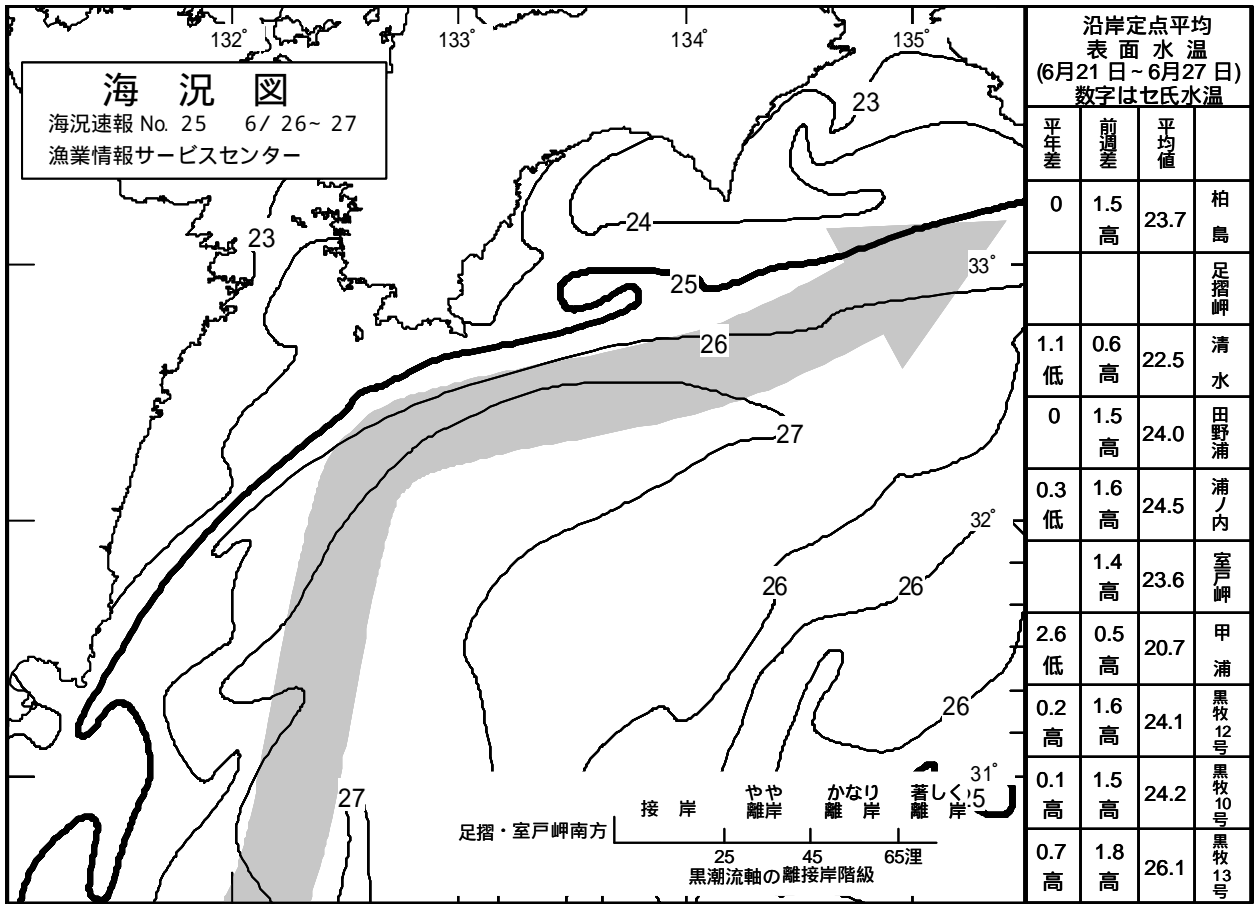 132°
133°
134°
135°
海況図
海況速報 No. 25 6/ 26~ 27
漁業情報サービスセンター
23
23
24
25
33°
26
27
32°
26
26
26
31°
27
接岸
やや離岸
かなり離岸
著しく離岸
25
足摺・室戸岬南方
25 45 65浬
黒潮流軸の離接岸階級
沿岸定点平均
表面水温
(6月21日~6月27日)
数字はセ氏水温
平年差 前週差 平均値
0 1.5高 23.7 柏島
足摺岬
1.1低 0.6高 22.5 清水
0 1.5高 24.0 田野浦
0.3低 1.6高 24.5 浦ノ内
1.4高 23.6 室戸岬
2.6低 0.5高 20.7 甲浦
0.2高 1.6高 24.1 黒牧12号
0.1高 1.5高 24.2 黒牧10号
0.7高 1.8高 26.1 黒牧13号